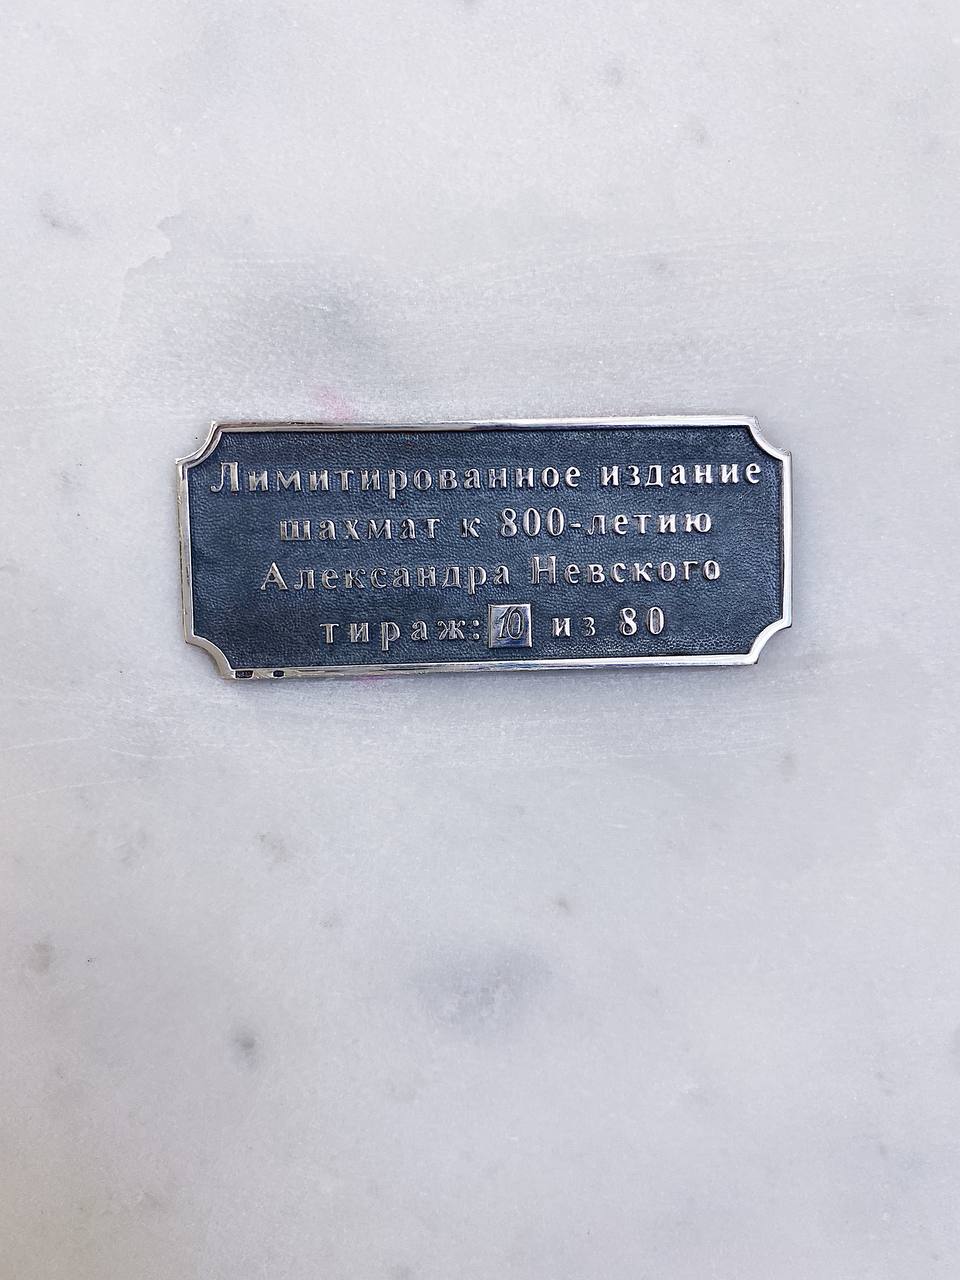 Лимитированное издание
шахмат к 800-летию
Александра Невского
тираж: 10 из 80